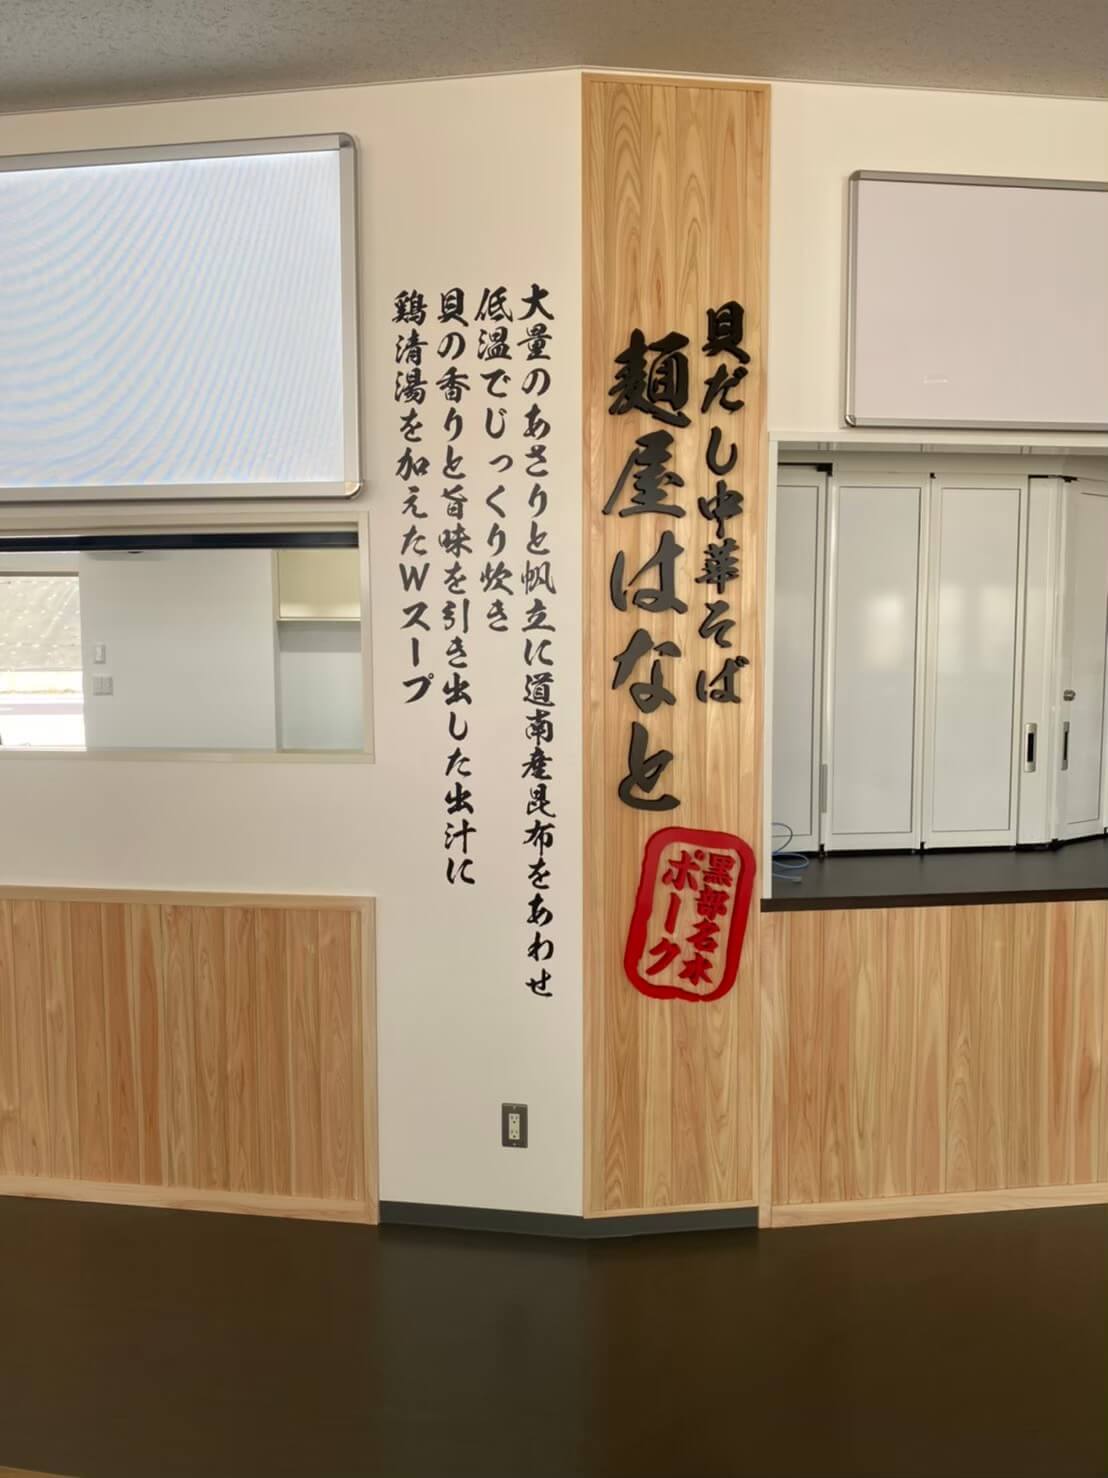 貝だし中華そば
麺屋はなと
黒部名水
ポーク
大量のあさりと帆立に道南産昆布をあわせ
低温でじっくり炊き
貝の香りと旨味を引き出した出汁に
鶏清湯を加えたWスープ